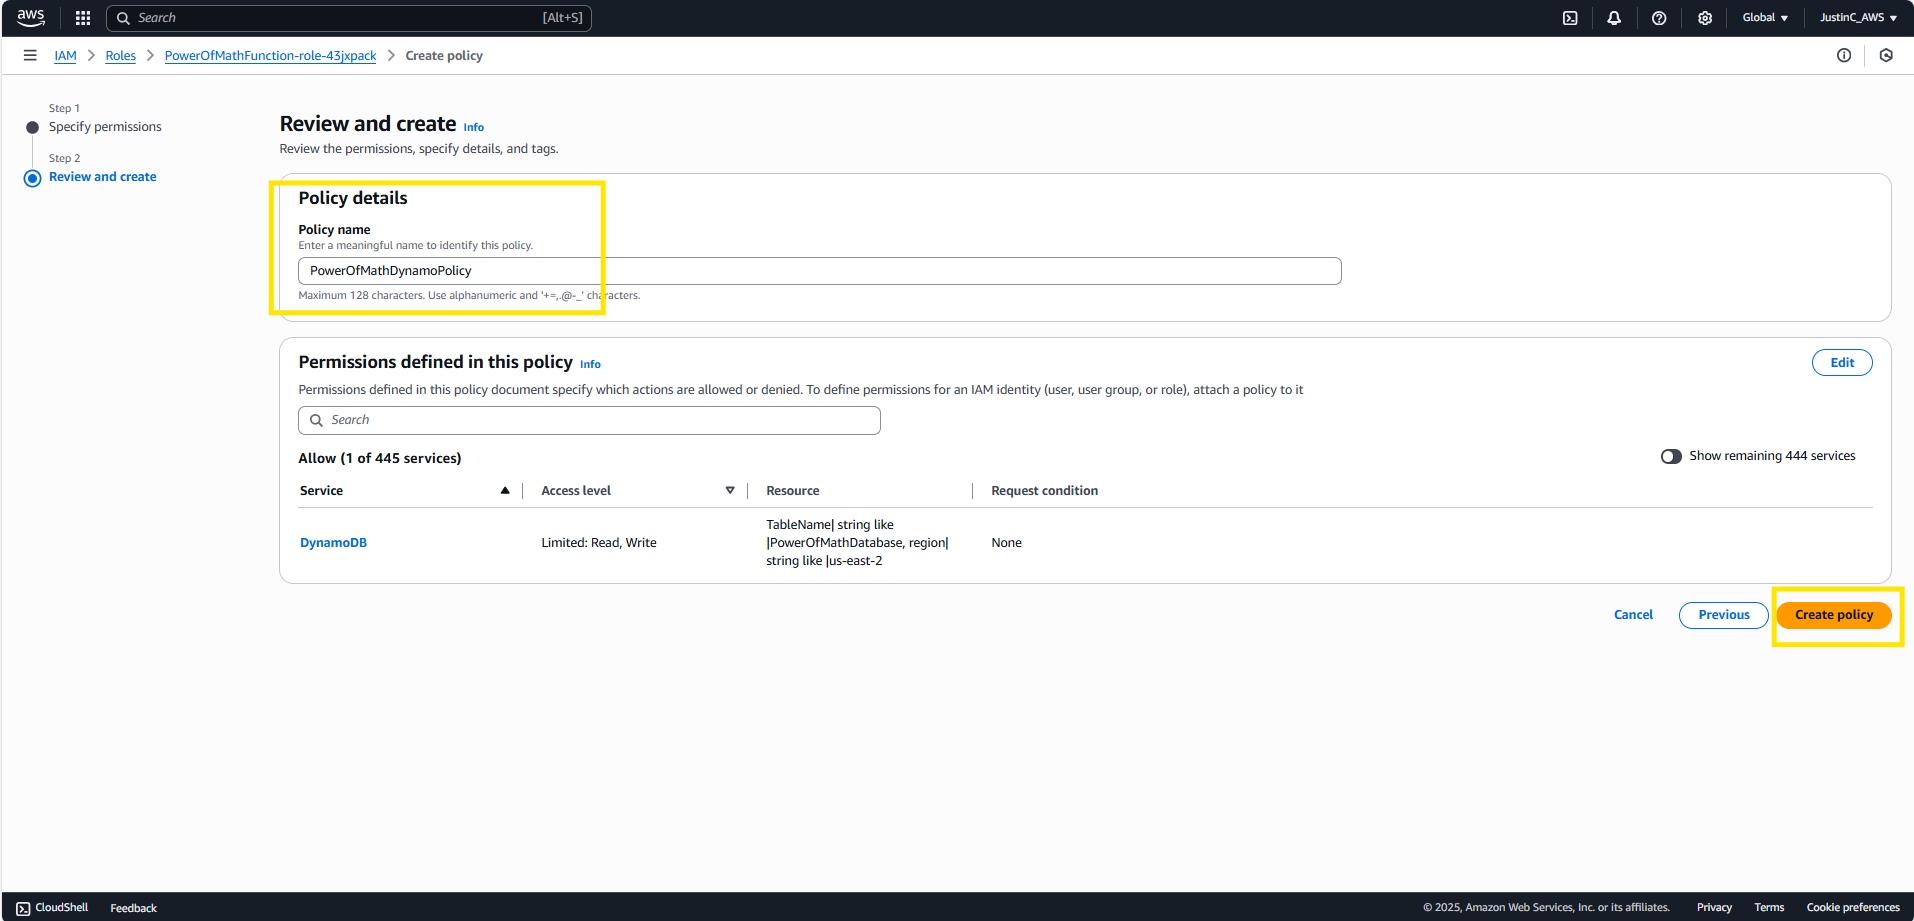 aws
Search
[Alt+S]
Global
JustinC_AWS
IAM
Roles
PowerOfMathFunction-role-43jxpack
Create policy
Step 1
Specify permissions
Step 2
Review and create
Review and create Info
Review the permissions, specify details, and tags.
Policy details
Policy name
Enter a meaningful name to identify this policy.
PowerOfMathDynamoPolicy
Maximum 128 characters. Use alphanumeric and '+=,.@-_' characters.
Permissions defined in this policy Info
Edit
Permissions defined in this policy document specify which actions are allowed or denied. To define permissions for an IAM identity (user, user group, or role), attach a policy to it
Search
Allow (1 of 445 services)
Show remaining 444 services
Service
Access level
Resource
Request condition
DynamoDB
Limited: Read, Write
TableName| string like
|PowerOfMathDatabase, region|
string like |us-east-2
None
Cancel
Previous
Create policy
CloudShell
Feedback
© 2025, Amazon Web Services, Inc. or its affiliates.
Privacy
Terms
Cookie preferences